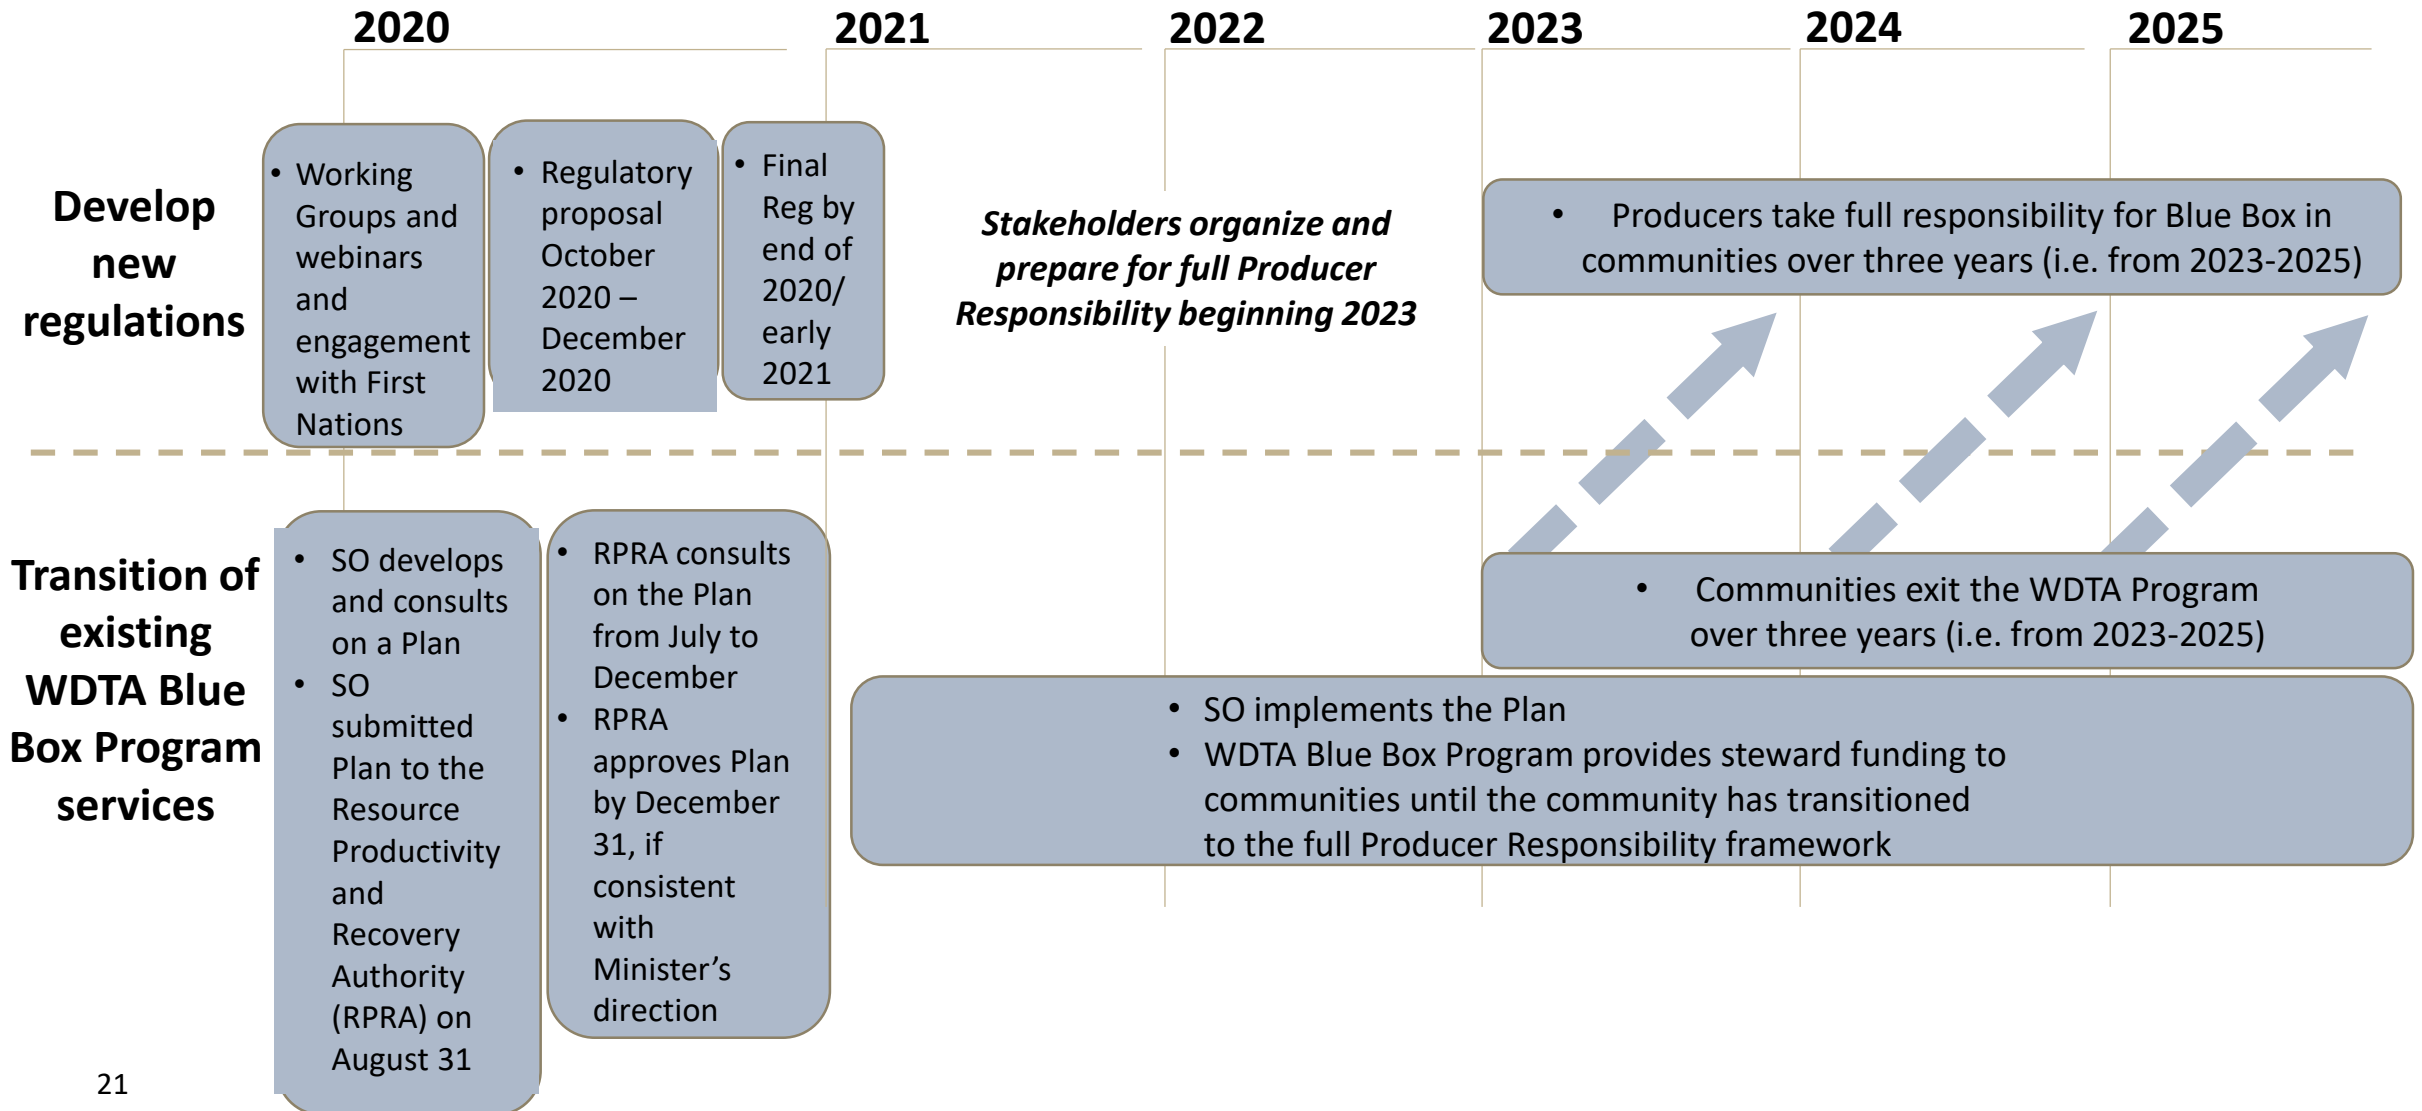 2020
2021
2022
2023
2024
2025
Develop
new
regulations
• Working
Groups and
webinars
and
engagement
with First
Nations
• Regulatory
proposal
October
2020 –
December
2020
• Final
Reg by
end of
2020/
early
2021
Stakeholders organize and
prepare for full Producer
Responsibility beginning 2023
• Producers take full responsibility for Blue Box in
communities over three years (i.e. from 2023-2025)
Transition of
existing
WDTA Blue
Box Program
services
• SO develops
and consults
on a Plan
• SO
submitted
Plan to the
Resource
Productivity
and
Recovery
Authority
(RPRA) on
August 31
• RPRA consults
on the Plan
from July to
December
• RPRA
approves Plan
by December
31, if
consistent
with
Minister’s
direction
• Communities exit the WDTA Program
over three years (i.e. from 2023-2025)
• SO implements the Plan
• WDTA Blue Box Program provides steward funding to
communities until the community has transitioned
to the full Producer Responsibility framework
21